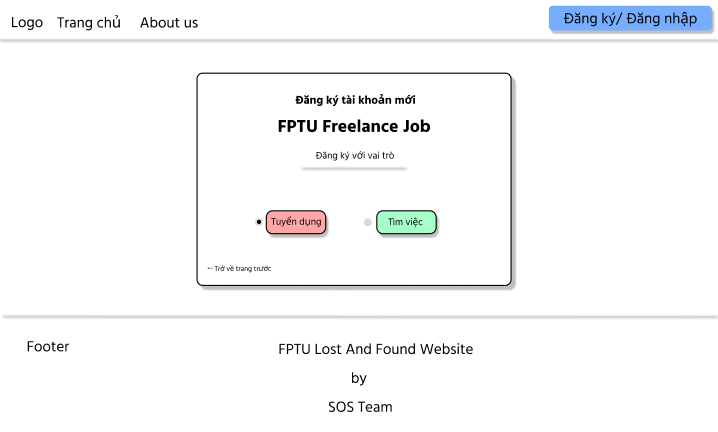 Logo Trang chủ About us Đăng ký/ Đăng nhập
Đăng ký tài khoản mới
FPTU Freelance Job
Đăng ký với vai trò
Tuyển dụng Tìm việc
←Trở về trang trước
Footer FPTU Lost And Found Website
by
SOS Team